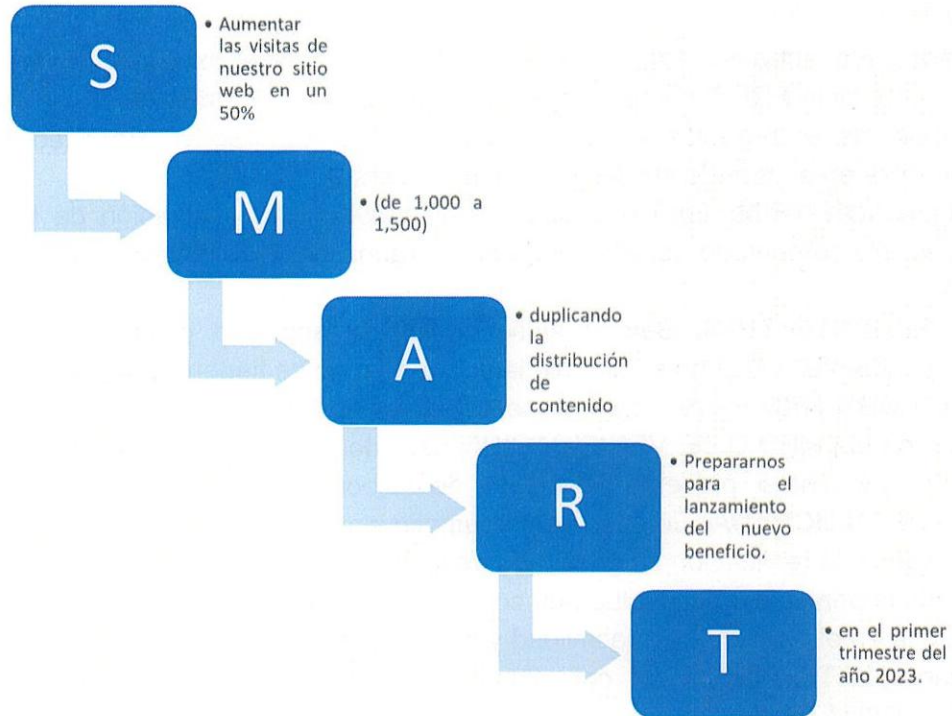 S
• Aumentar
las visitas de
nuestro sitio
web en un
50%
M
• (de 1,000 a
1,500)
A
• duplicando
la
distribución
de
contenido
R
• Prepararnos
para el
lanzamiento
del nuevo
beneficio.
T
• en el primer
trimestre del
año 2023.